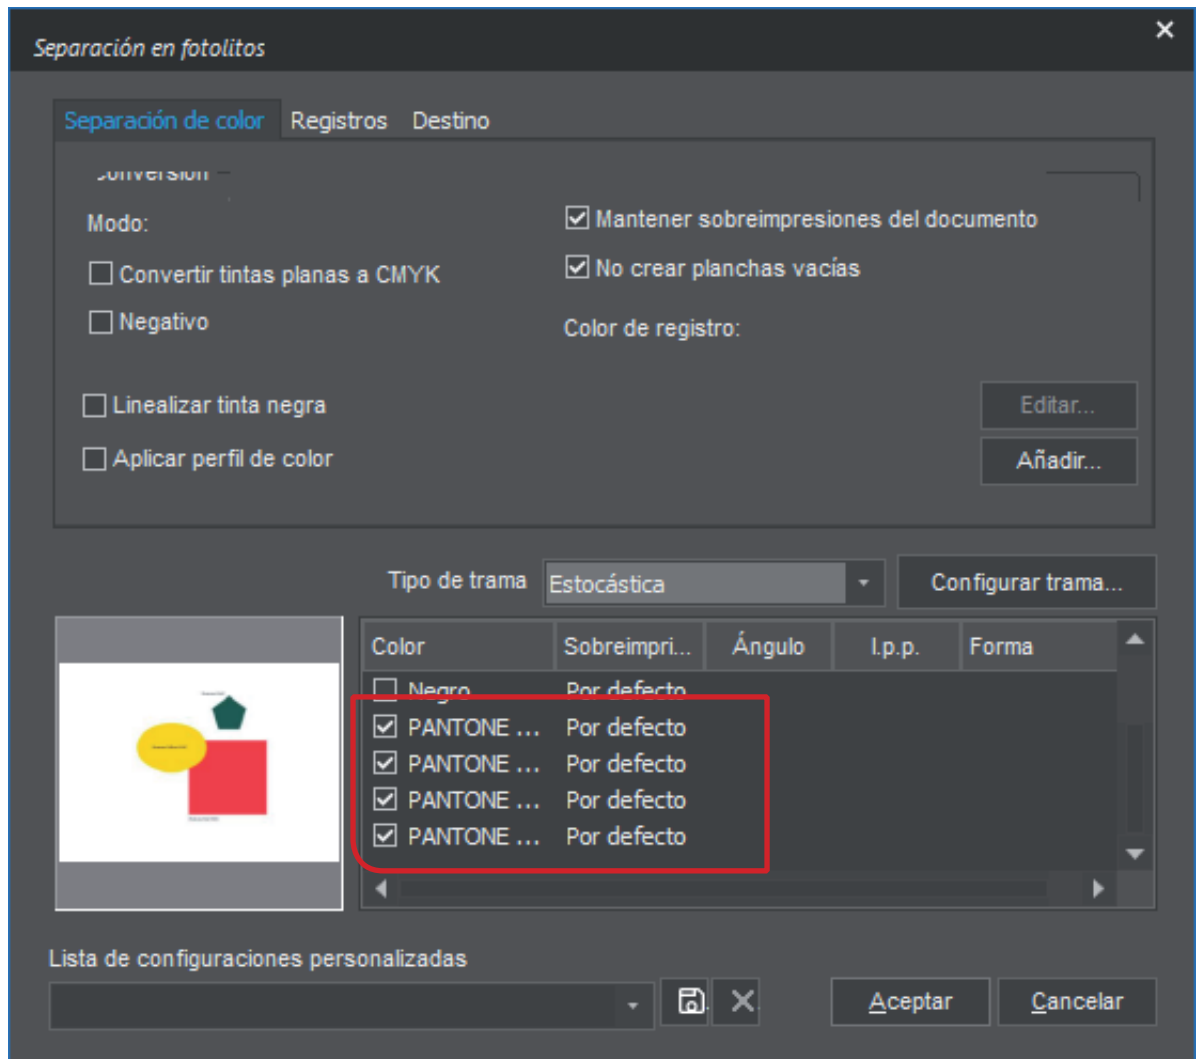 Separación en fotolitos
Separación de color Registros Destino
Conversión
Modo:
Mantener sobreimpresiones del documento
Convertir tintas planas a CMYK
No crear planchas vacías
Negativo
Color de registro:
Linealizar tinta negra
Editar...
Aplicar perfil de color
Añadir...
Tipo de trama Estocástica Configurar trama...
Color Sobreimpri... Ángulo l.p.p. Forma
Negro Por defecto
PANTONE ... Por defecto
PANTONE ... Por defecto
PANTONE ... Por defecto
PANTONE ... Por defecto
Lista de configuraciones personalizadas
Aceptar Cancelar